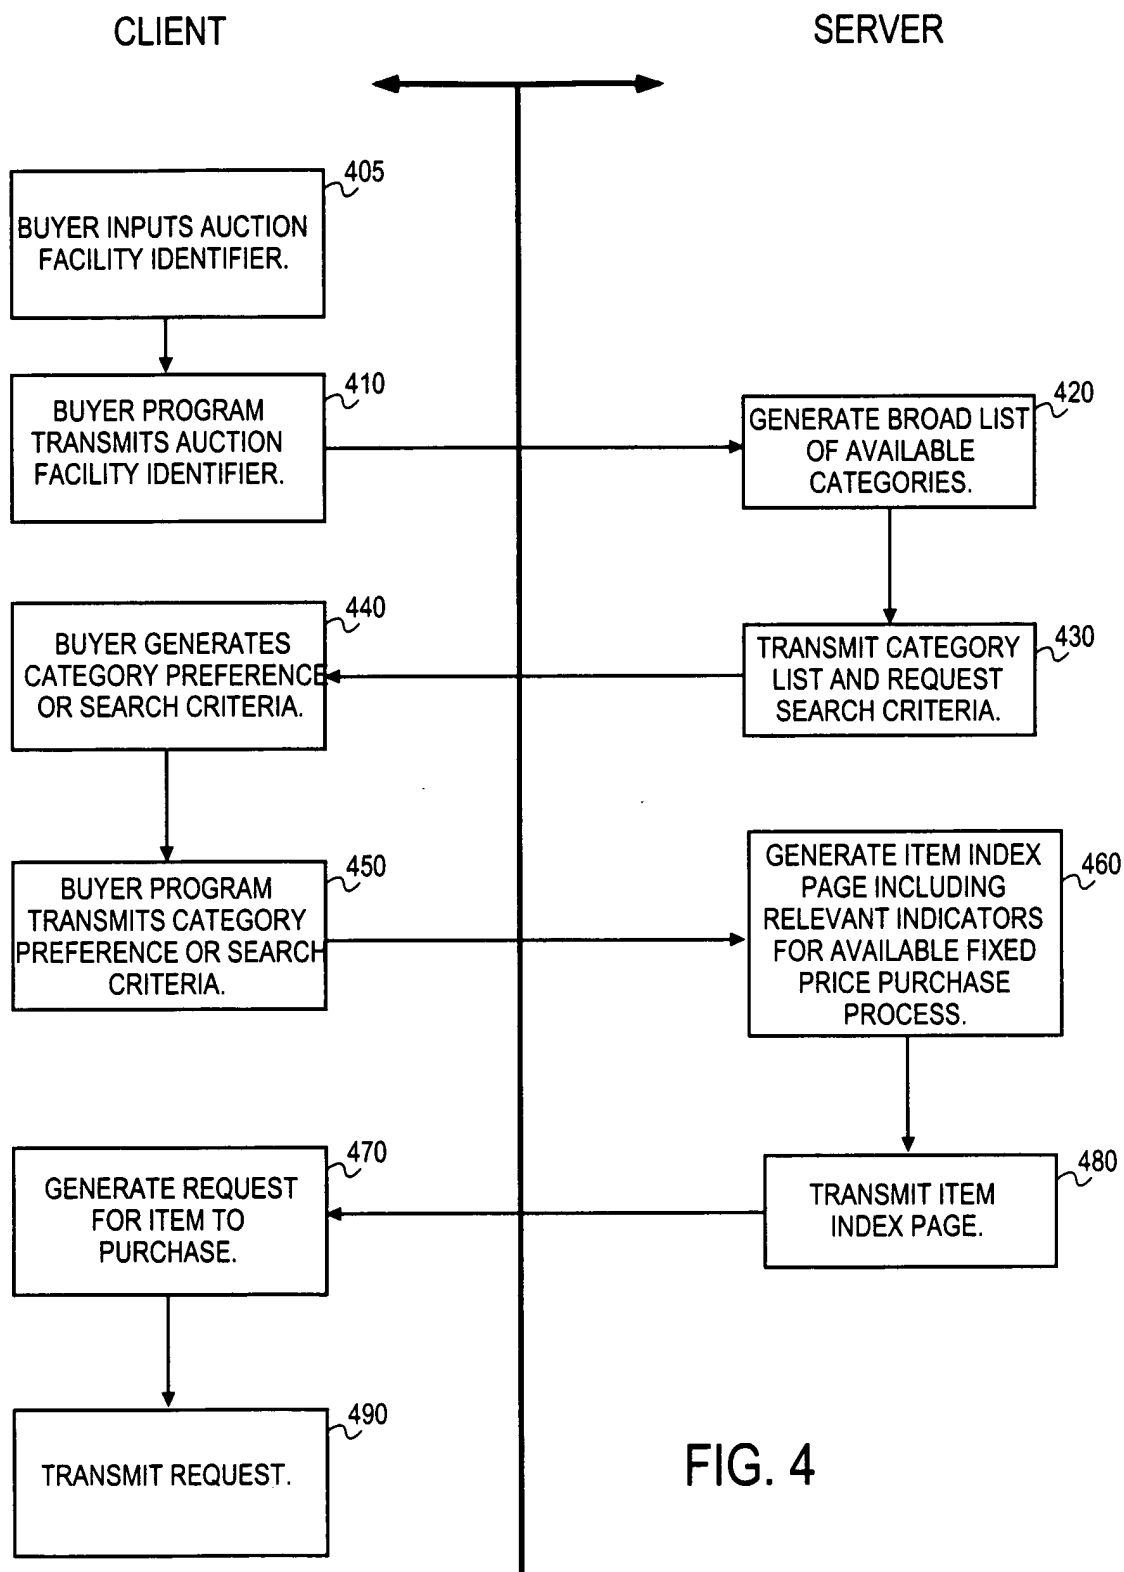 CLIENT
SERVER
405
BUYER INPUTS AUCTION
FACILITY IDENTIFIER.
410
BUYER PROGRAM
TRANSMITS AUCTION
FACILITY IDENTIFIER.
420
GENERATE BROAD LIST
OF AVAILABLE
CATEGORIES.
430
TRANSMIT CATEGORY
LIST AND REQUEST
SEARCH CRITERIA.
440
BUYER GENERATES
CATEGORY PREFERENCE
OR SEARCH CRITERIA.
450
BUYER PROGRAM
TRANSMITS CATEGORY
PREFERENCE OR SEARCH
CRITERIA.
460
GENERATE ITEM INDEX
PAGE INCLUDING
RELEVANT INDICATORS
FOR AVAILABLE FIXED
PRICE PURCHASE
PROCESS.
480
TRANSMIT ITEM
INDEX PAGE.
470
GENERATE REQUEST
FOR ITEM TO
PURCHASE.
490
TRANSMIT REQUEST.
FIG. 4